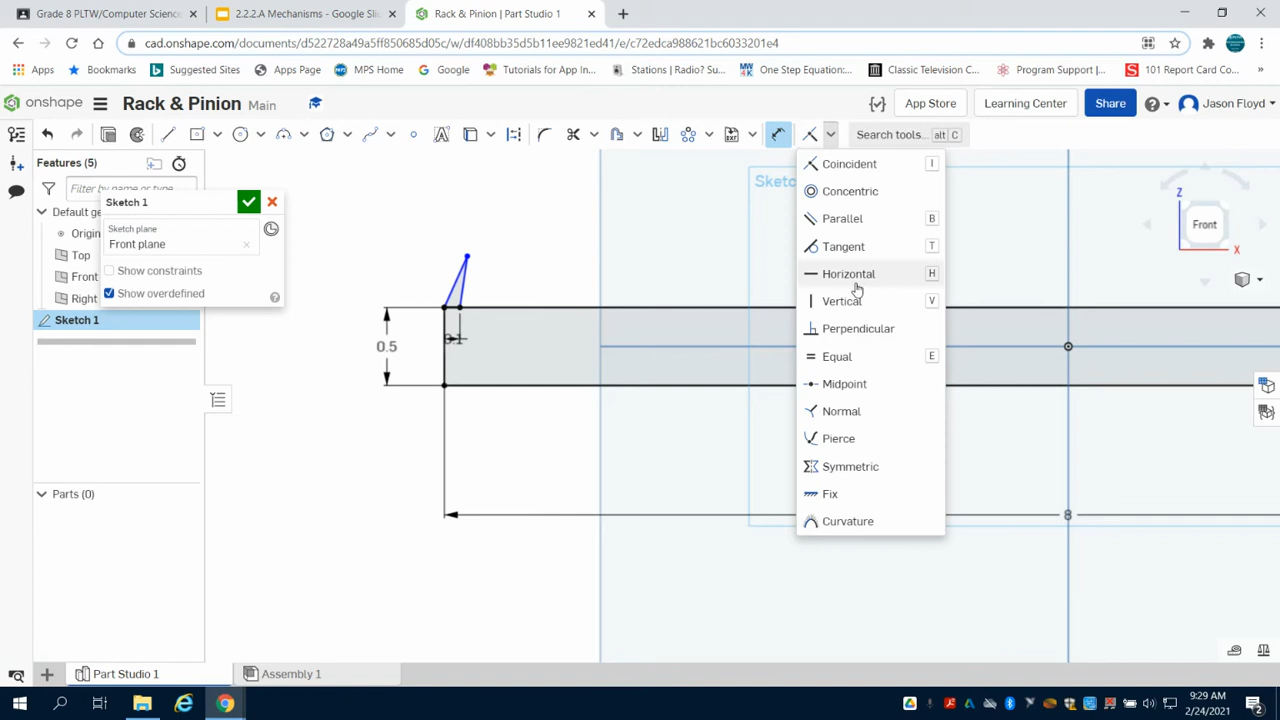 Grade 8 PLTW/Computer Science
2.2.2.A Mechanisms - Google Sli
Rack & Pinion | Part Studio 1
cad.onshape.com/documents/d522728a49a5ff850685d05c/w/df408bb35d5b11ee9821ed41/e/c72edca988621bc6033201e4
Apps
Bookmarks
Suggested Sites
Apps Page
MPS Home
Google
Tutorials for App In...
Stations | Radio? Su...
One Step Equation:...
Classic Television C...
Program Support |...
101 Report Card Co...
onshape
Rack & Pinion
Main
App Store
Learning Center
Share
Jason Floyd
Search tools...
alt
C
Features (5)
Filter by name or type...
Default ge
Origin
Top
Front
Right
Sketch 1
Sketch 1
Sketch plane
Front plane
Show constraints
Show overdefined
Parts (0)
Sketc
Coincident I
Concentric
Parallel B
Tangent T
Horizontal H
Vertical V
Perpendicular
Equal E
Midpoint
Normal
Pierce
Symmetric
Fix
Curvature
0.5
0.1
8
Z
Front
X
Part Studio 1
Assembly 1
9:29 AM
2/24/2021
2